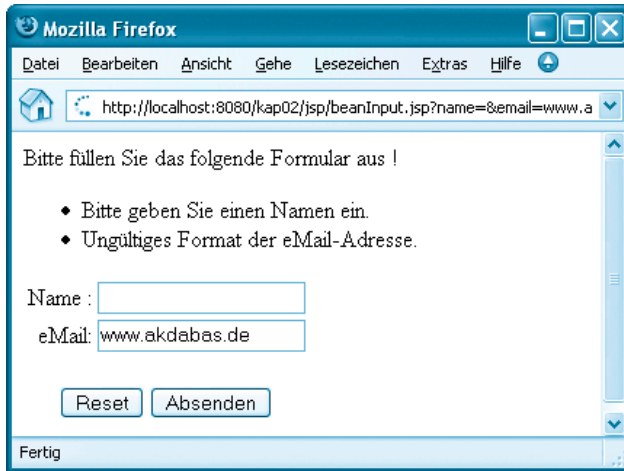 Mozilla Firefox
Datei Bearbeiten Ansicht Gehe Lesezeichen Extras Hilfe
http://localhost:8080/kap02/jsp/beanInput.jsp?name=&email=www.a
Bitte füllen Sie das folgende Formular aus !
• Bitte geben Sie einen Namen ein.
• Ungültiges Format der eMail-Adresse.
Name :
eMail: www.akdabas.de
Reset Absenden
Fertig